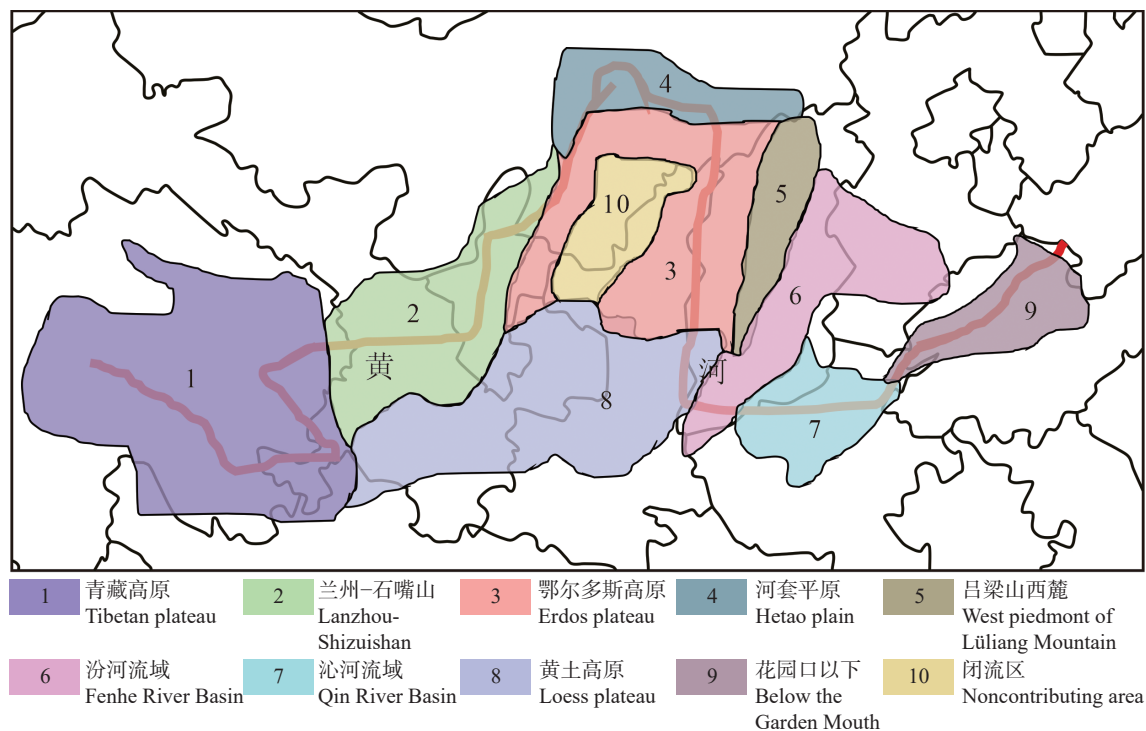 4
10
5
3
6
2
9
黄
河
1
8
7
1 青藏高原
Tibetan plateau
2 兰州–石嘴山
Lanzhou-
Shizuishan
3 鄂尔多斯高原
Erdos plateau
4 河套平原
Hetao plain
5 吕梁山西麓
West piedmont of
Lüliang Mountain
6 汾河流域
Fenhe River Basin
7 沁河流域
Qin River Basin
8 黄土高原
Loess plateau
9 花园口以下
Below the
Garden Mouth
10 闭流区
Noncontributing area